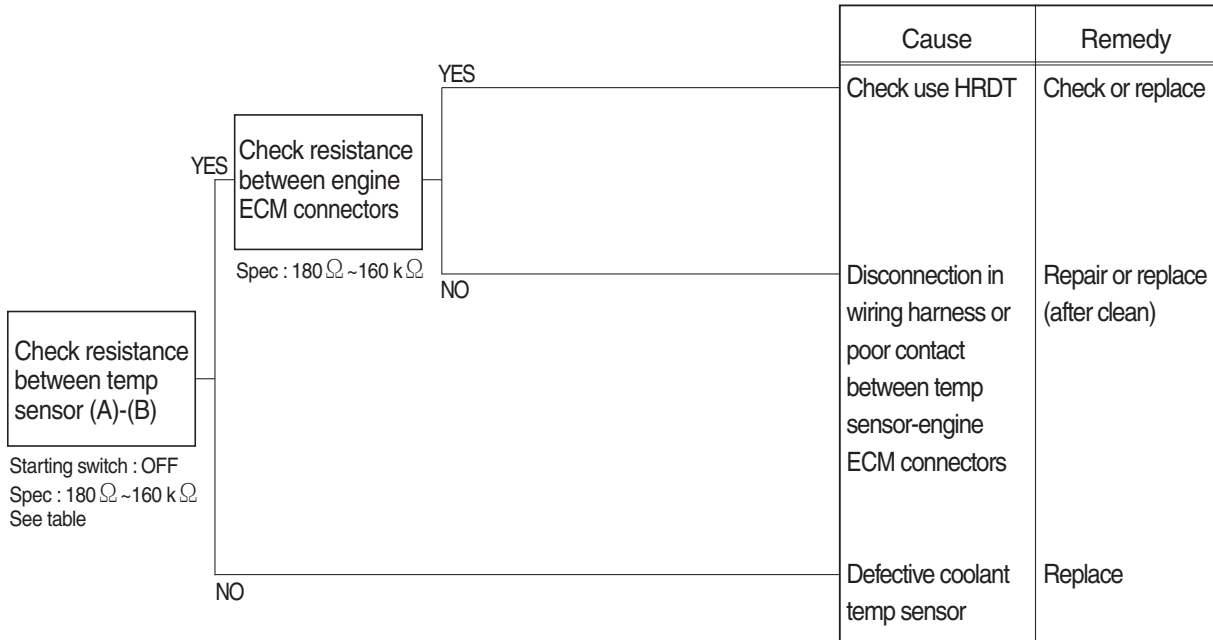 Cause
Remedy
YES
Check use HRDT
Check or replace
YES
Check resistance
between engine
ECM connectors
Spec : 180 Ω ~160 k Ω
NO
Disconnection in
wiring harness or
poor contact
between temp
sensor-engine
ECM connectors
Repair or replace
(after clean)
Check resistance
between temp
sensor (A)-(B)
Starting switch : OFF
Spec : 180 Ω ~160 k Ω
See table
NO
Defective coolant
temp sensor
Replace